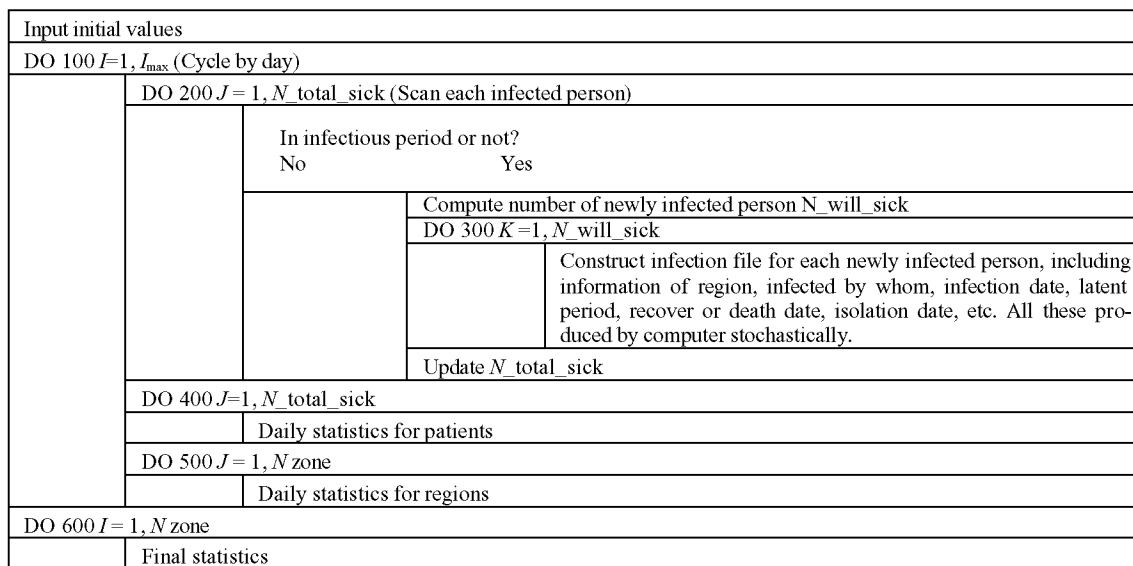 Input initial values
DO 100 I=1, Imax (Cycle by day)
DO 200 J = 1, N_total_sick (Scan each infected person)
In infectious period or not?
No Yes
Compute number of newly infected person N_will_sick
DO 300 K =1, N_will_sick
Construct infection file for each newly infected person, including
information of region, infected by whom, infection date, latent
period, recover or death date, isolation date, etc. All these pro-
duced by computer stochastically.
Update N_total_sick
DO 400 J=1, N_total_sick
Daily statistics for patients
DO 500 J = 1, N zone
Daily statistics for regions
DO 600 I = 1, N zone
Final statistics